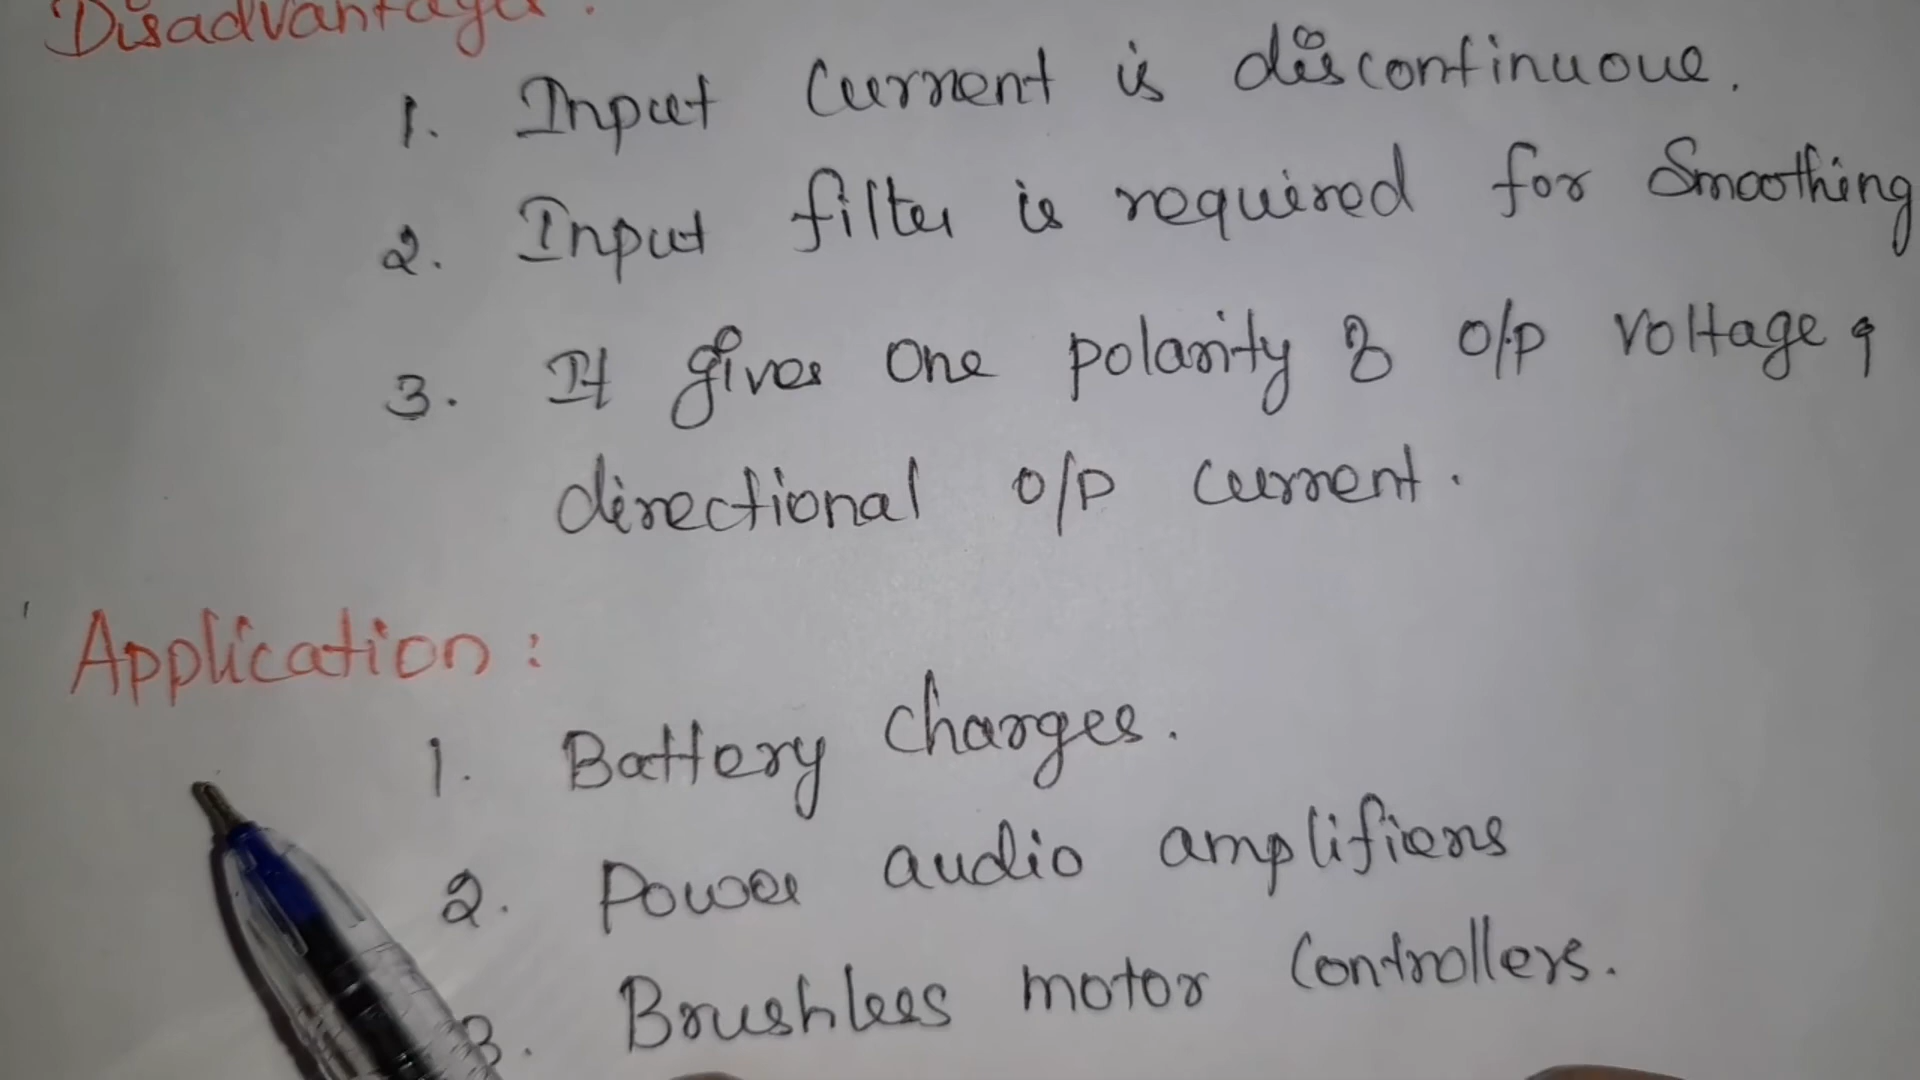 Disadvantages :
1. Input Current is discontinuous.
2. Input filter is required for Smoothing
3. It gives one polarity & o/p voltage &
directional o/p current.
Application :
1. Battery charges.
2. Power audio amplifiers
3. Brushless motor Controllers.